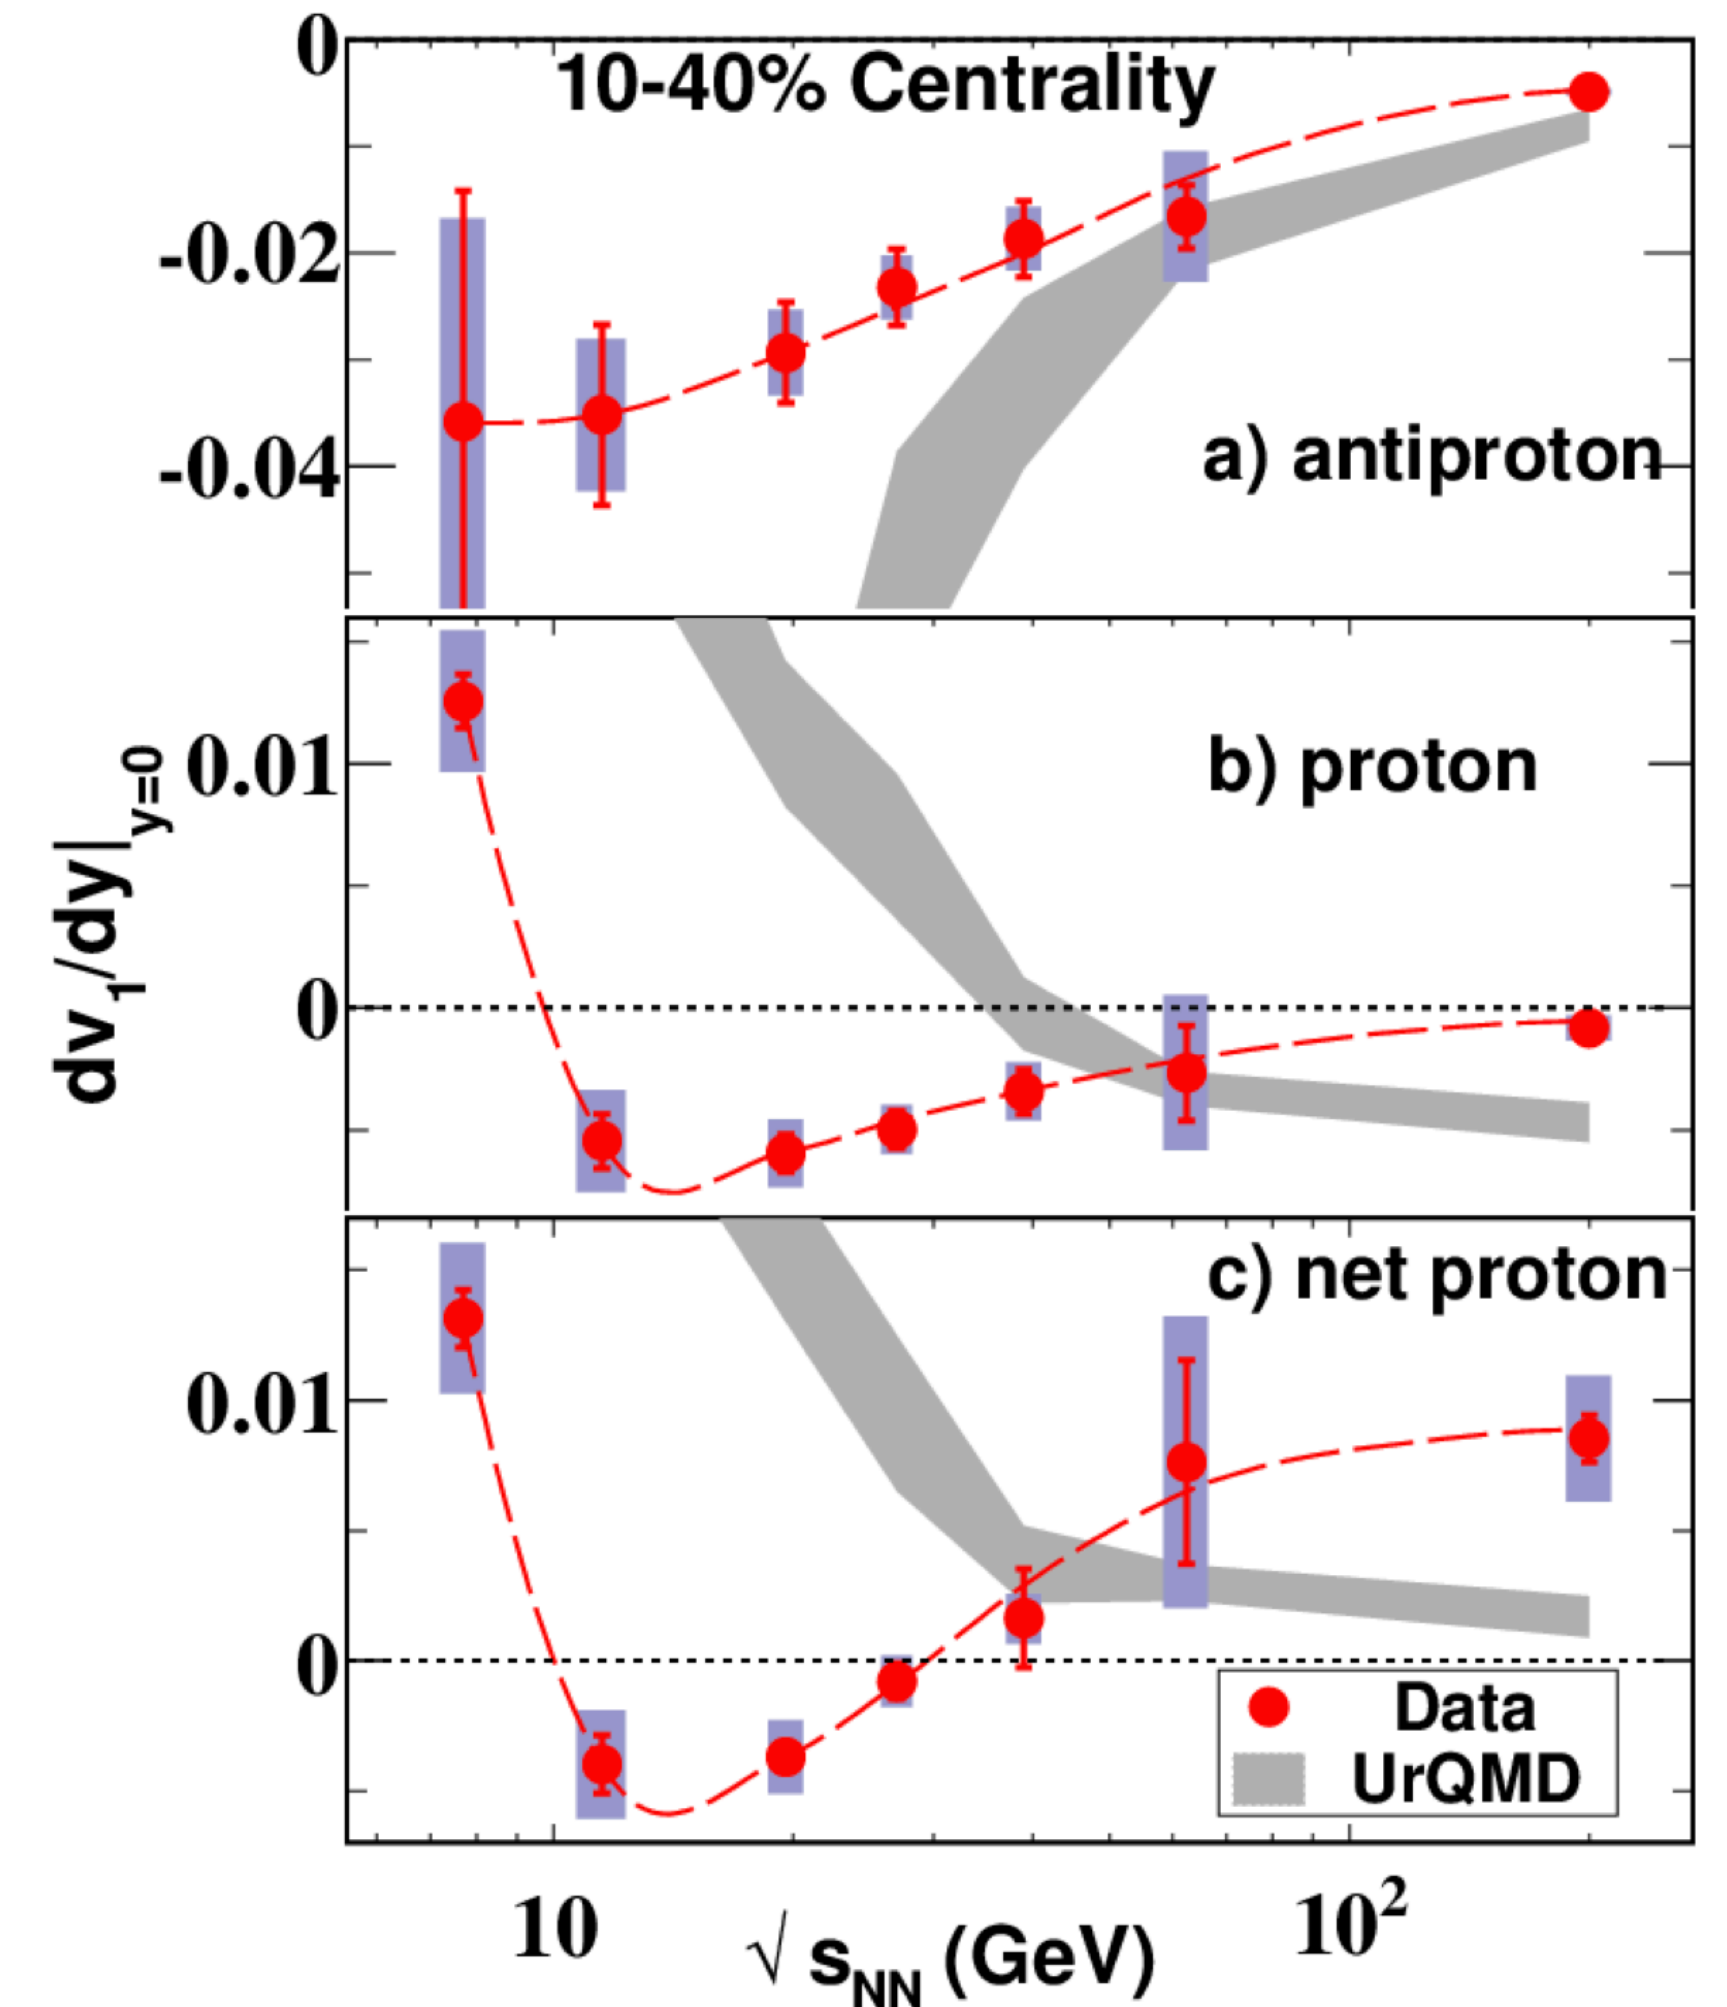 0
10-40% Centrality
-0.02
-0.04
a) antiproton
0.01
b) proton
0
dv₁/dy|y=0
c) net proton
0.01
0
Data
UrQMD
10
10²
√ sNN (GeV)